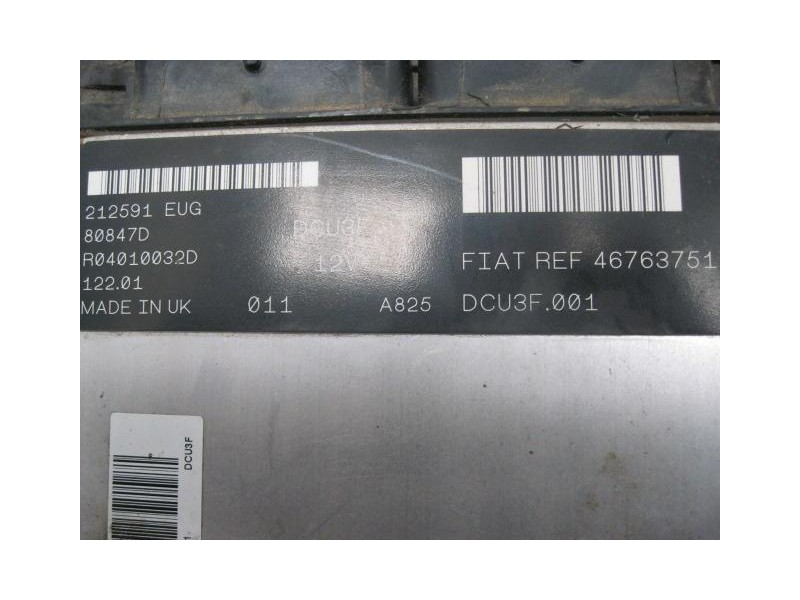 212591 EUG
80847D
R04010032D
122.01
MADE IN UK 011 A825
DCU3F
12V
FIAT REF 46763751
DCU3F.001
DCU3F